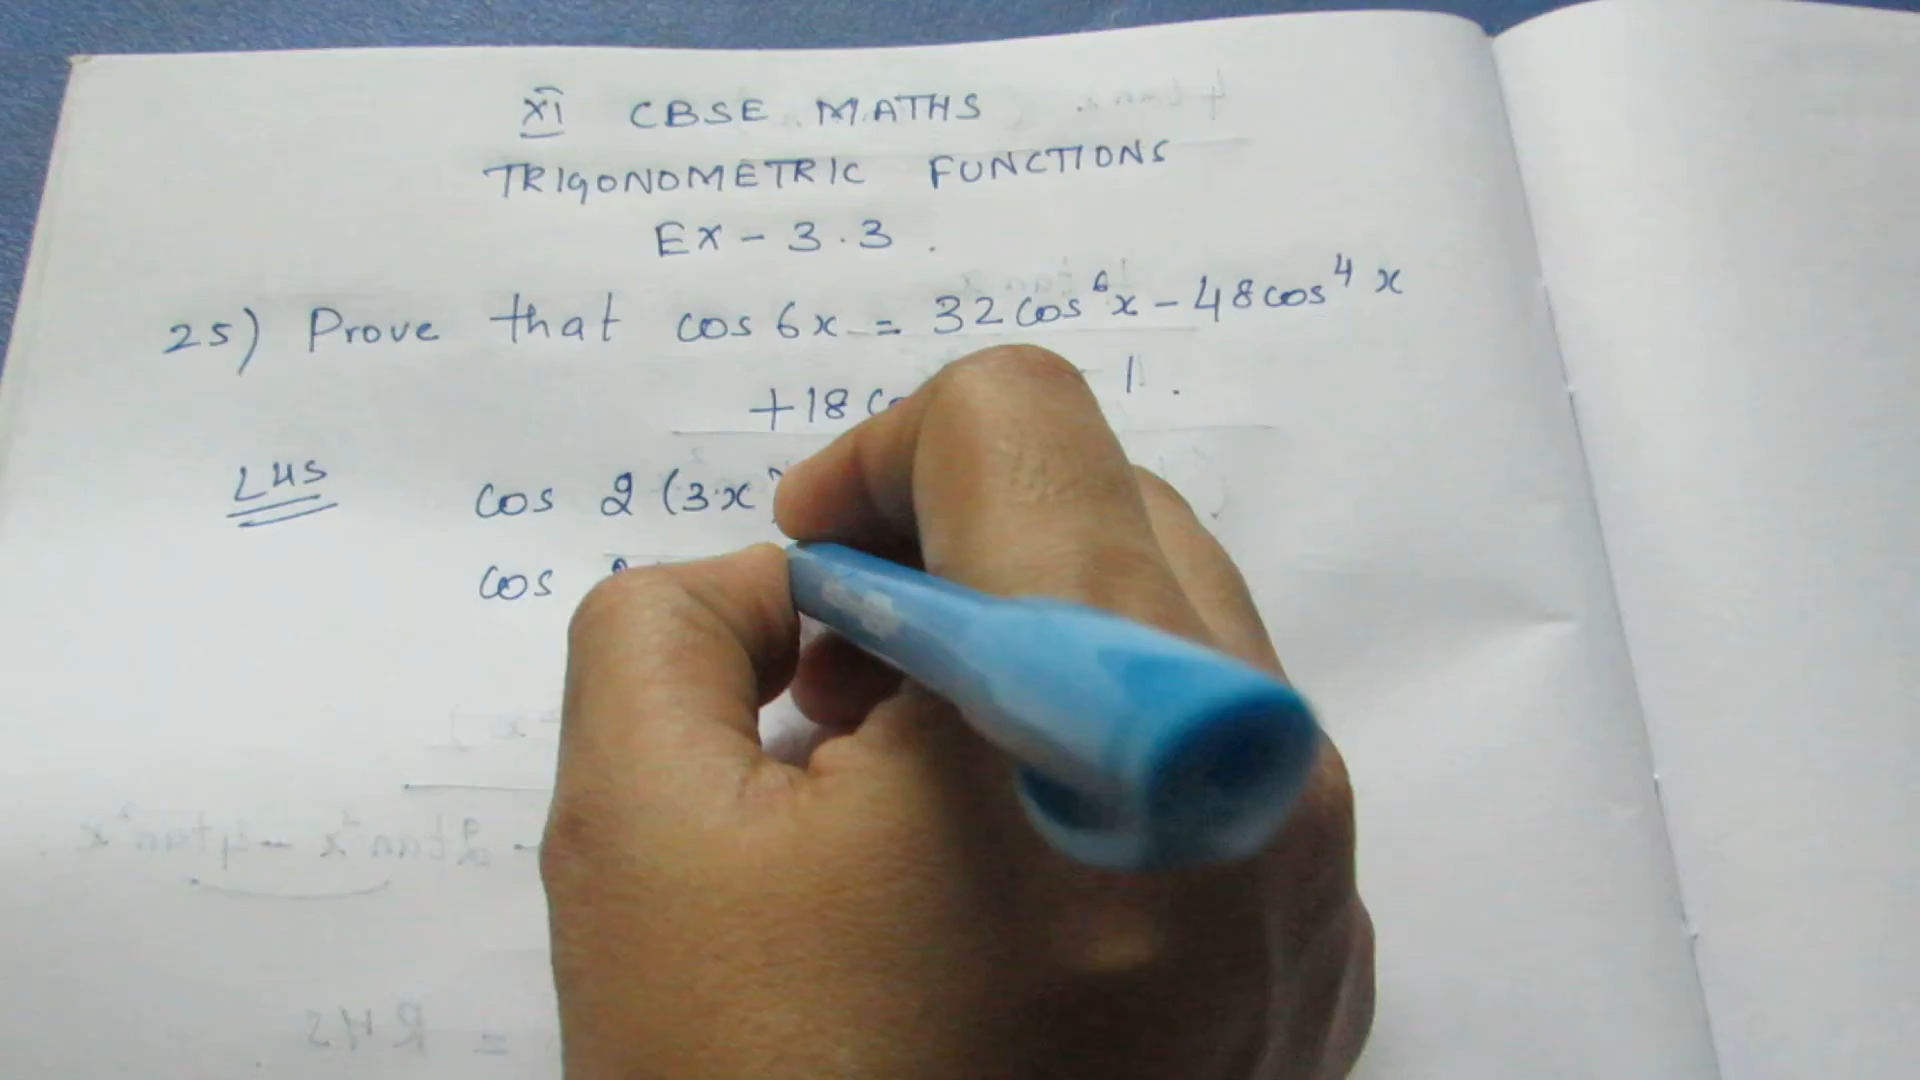 XI CBSE MATHS
TRIGONOMETRIC FUNCTIONS
EX - 3.3.
25) Prove that cos 6x = 32 cos⁶x - 48 cos⁴ x
+ 18 1.
LHS cos 2 (3x
cos